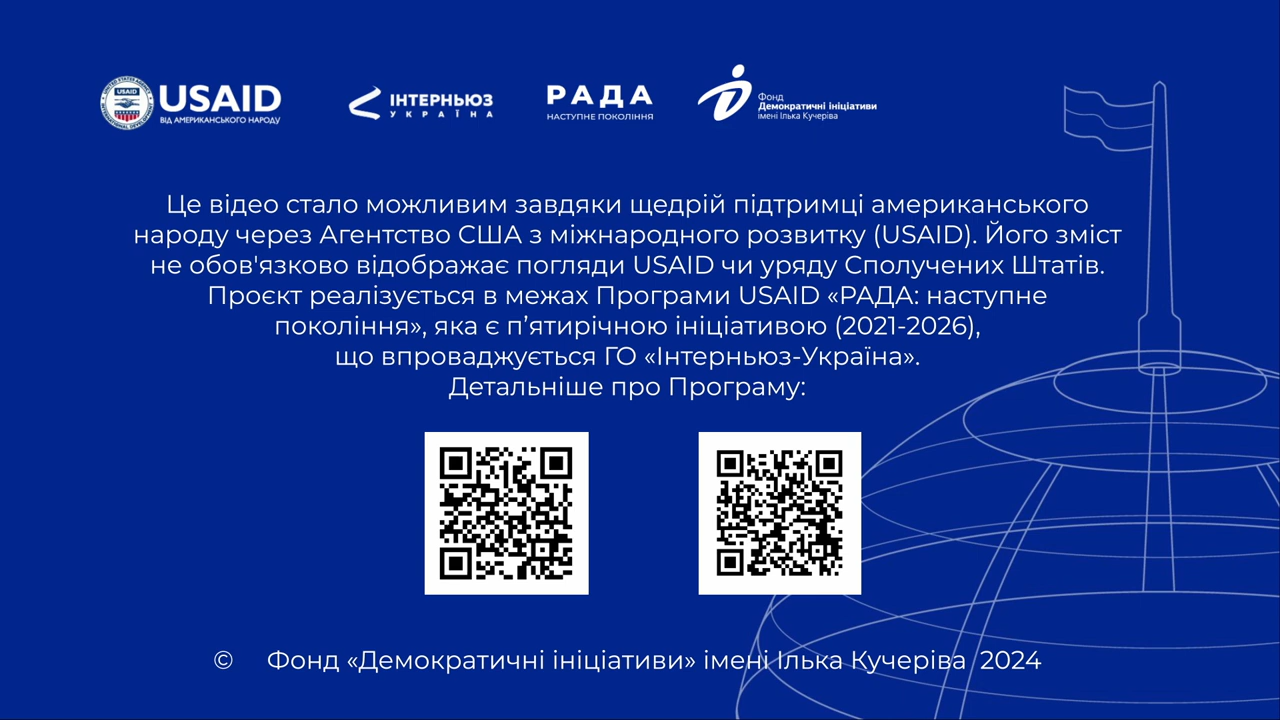 USAID
ВІД АМЕРИКАНСЬКОГО НАРОДУ
ІНТЕРНЬЮЗ
УКРАЇНА
РАДА
НАСТУПНЕ ПОКОЛІННЯ
Фонд
Демократичні ініціативи
імені Ілька Кучеріва
Це відео стало можливим завдяки щедрій підтримці американського
народу через Агентство США з міжнародного розвитку (USAID). Його зміст
не обов'язково відображає погляди USAID чи уряду Сполучених Штатів.
Проєкт реалізується в межах Програми USAID «РАДА: наступне
покоління», яка є п’ятирічною ініціативою (2021-2026),
що впроваджується ГО «Інтерньюз-Україна».
Детальніше про Програму:
© Фонд «Демократичні ініціативи» імені Ілька Кучеріва 2024